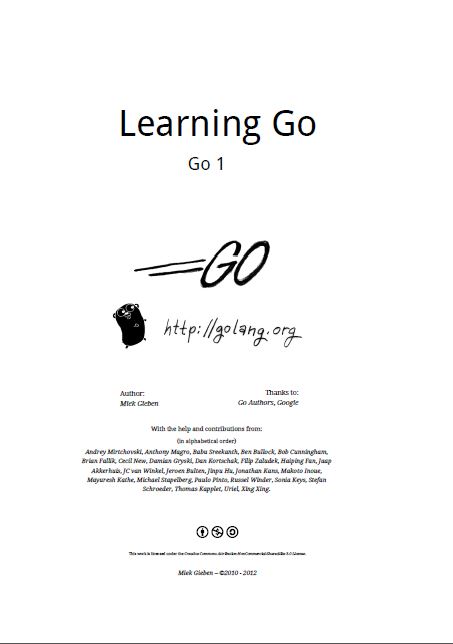 Learning Go
Go 1
GO
http://golang.org
Author:
Miek Gieben
Thanks to:
Go Authors, Google
With the help and contributions from:
(in alphabetical order)
Andrey Mirtchovski, Anthony Magro, Babu Sreekanth, Ben Bullock, Bob Cunningham,
Brian Fallik, Cecil New, Damian Gryski, Dan Kortschak, Filip Zaludek, Haiping Fan, Jaap
Akkerhuis, JC van Winkel, Jeroen Bulten, Jinpu Hu, Jonathan Kans, Makoto Inoue,
Mayuresh Kathe, Michael Stapelberg, Paulo Pinto, Russel Winder, Sonia Keys, Stefan
Schroeder, Thomas Kapplet, Uriel, Xing Xing.
This work is licensed under the Creative Commons Attribution-NonCommercial-ShareAlike 3.0 License.
Miek Gieben – ©2010 - 2012